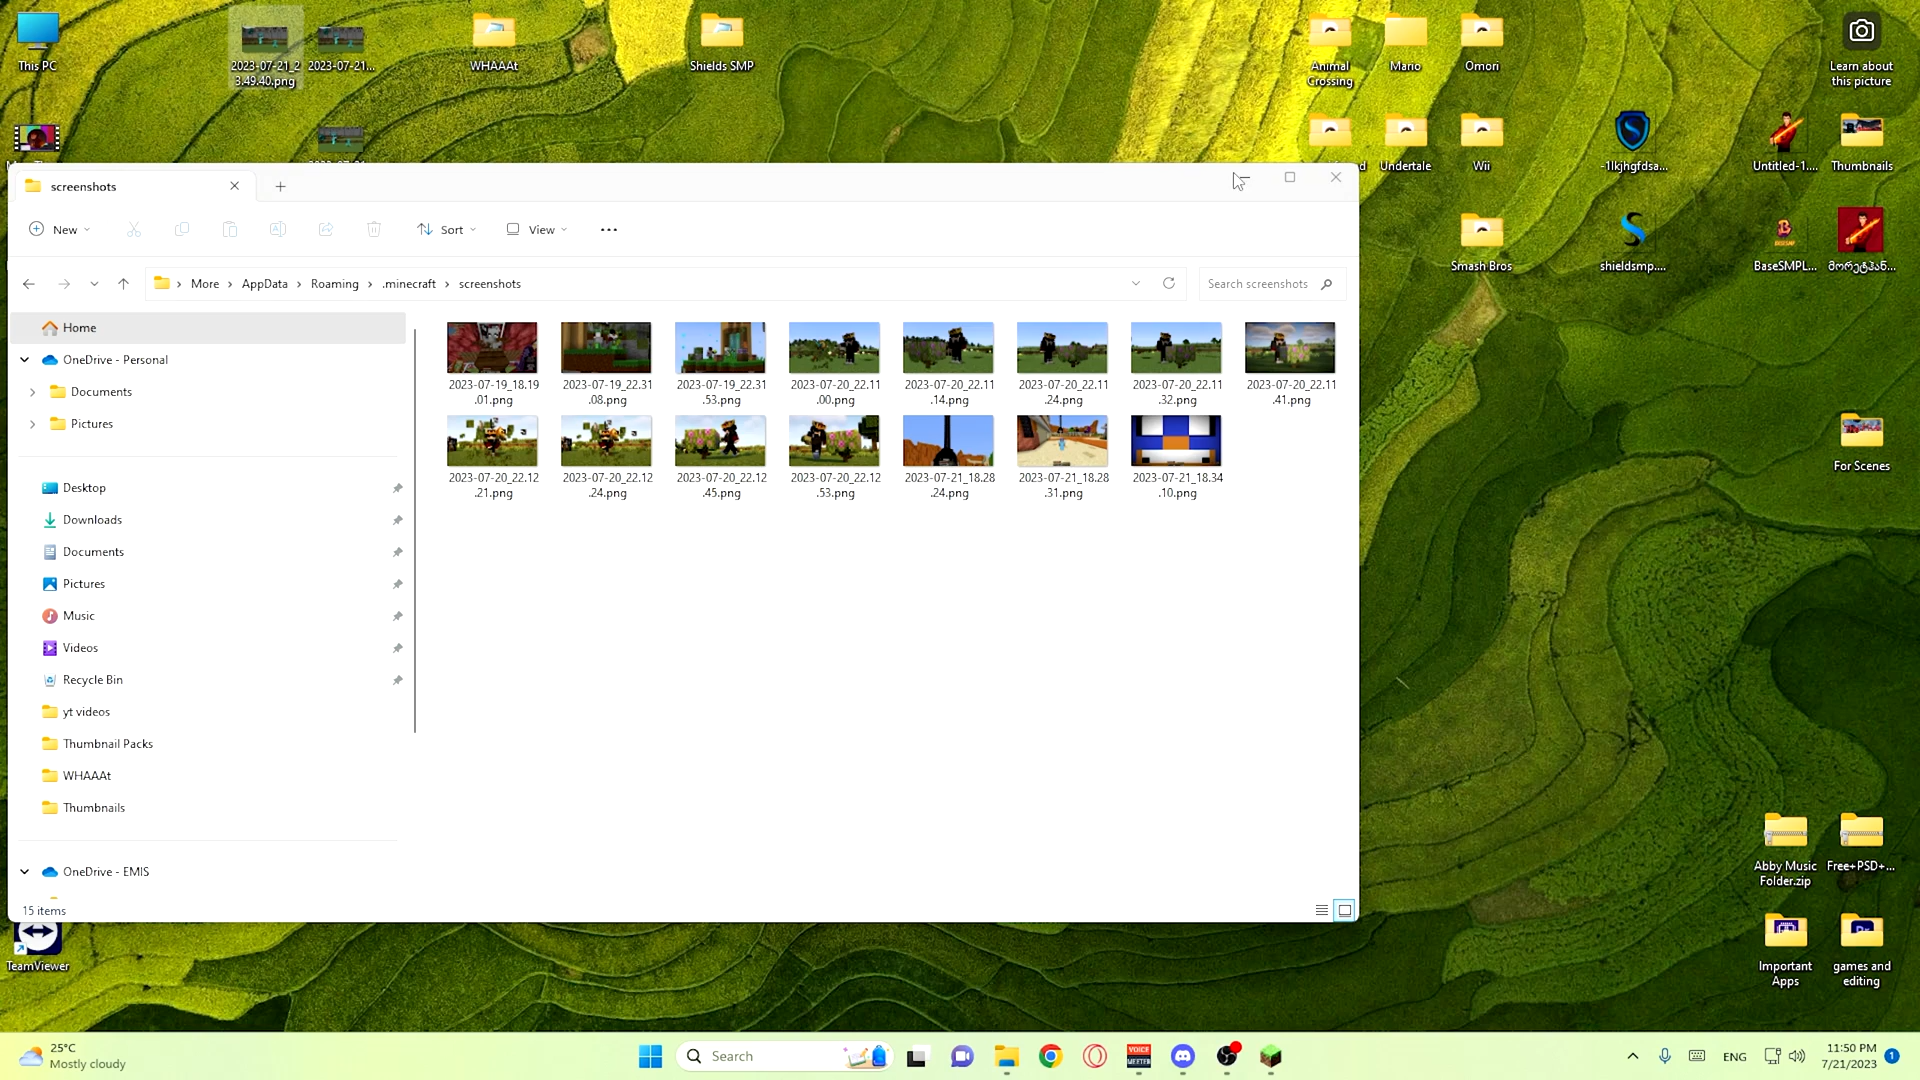 This PC
2023-07-21_2
3.49.40.png
2023-07-21...
WHAAAt
Shields SMP
Animal
Crossing
Mario
Omori
Learn about
this picture
Undertale
Wii
-1lkjhgfdsa...
Untitled-1....
Thumbnails
Smash Bros
shieldsmp....
BaseSMPL...
მორეტჰან...
For Scenes
screenshots
New
Sort
View
More
AppData
Roaming
.minecraft
screenshots
Search screenshots
Home
OneDrive - Personal
Documents
Pictures
Desktop
Downloads
Documents
Pictures
Music
Videos
Recycle Bin
yt videos
Thumbnail Packs
WHAAAt
Thumbnails
OneDrive - EMIS
15 items
2023-07-19_18.19
.01.png
2023-07-19_22.31
.08.png
2023-07-19_22.31
.53.png
2023-07-20_22.11
.00.png
2023-07-20_22.11
.14.png
2023-07-20_22.11
.24.png
2023-07-20_22.11
.32.png
2023-07-20_22.11
.41.png
2023-07-20_22.12
.21.png
2023-07-20_22.12
.24.png
2023-07-20_22.12
.45.png
2023-07-20_22.12
.53.png
2023-07-21_18.28
.24.png
2023-07-21_18.28
.31.png
2023-07-21_18.34
.10.png
Abby Music
Folder.zip
Free+PSD+...
Important
Apps
games and
editing
TeamViewer
25°C
Mostly cloudy
Search
VOICE
MEETER
ENG
11:50 PM
7/21/2023
1